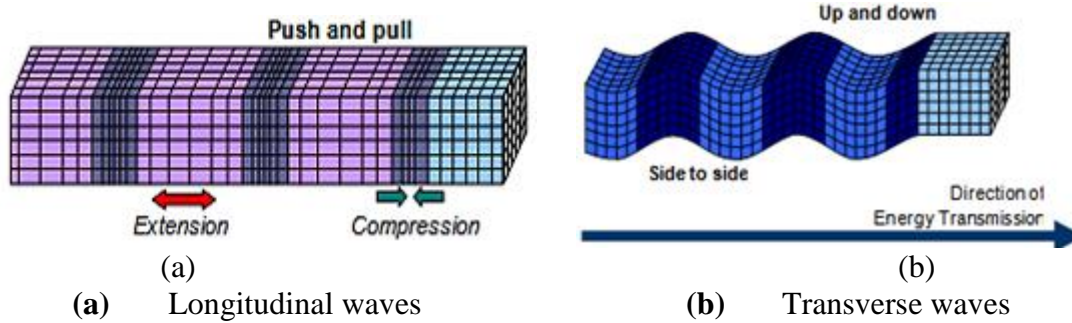 Push and pull
Extension
Compression
Up and down
Side to side
Direction of
Energy Transmission
(a)
(b)
(a) Longitudinal waves
(b) Transverse waves